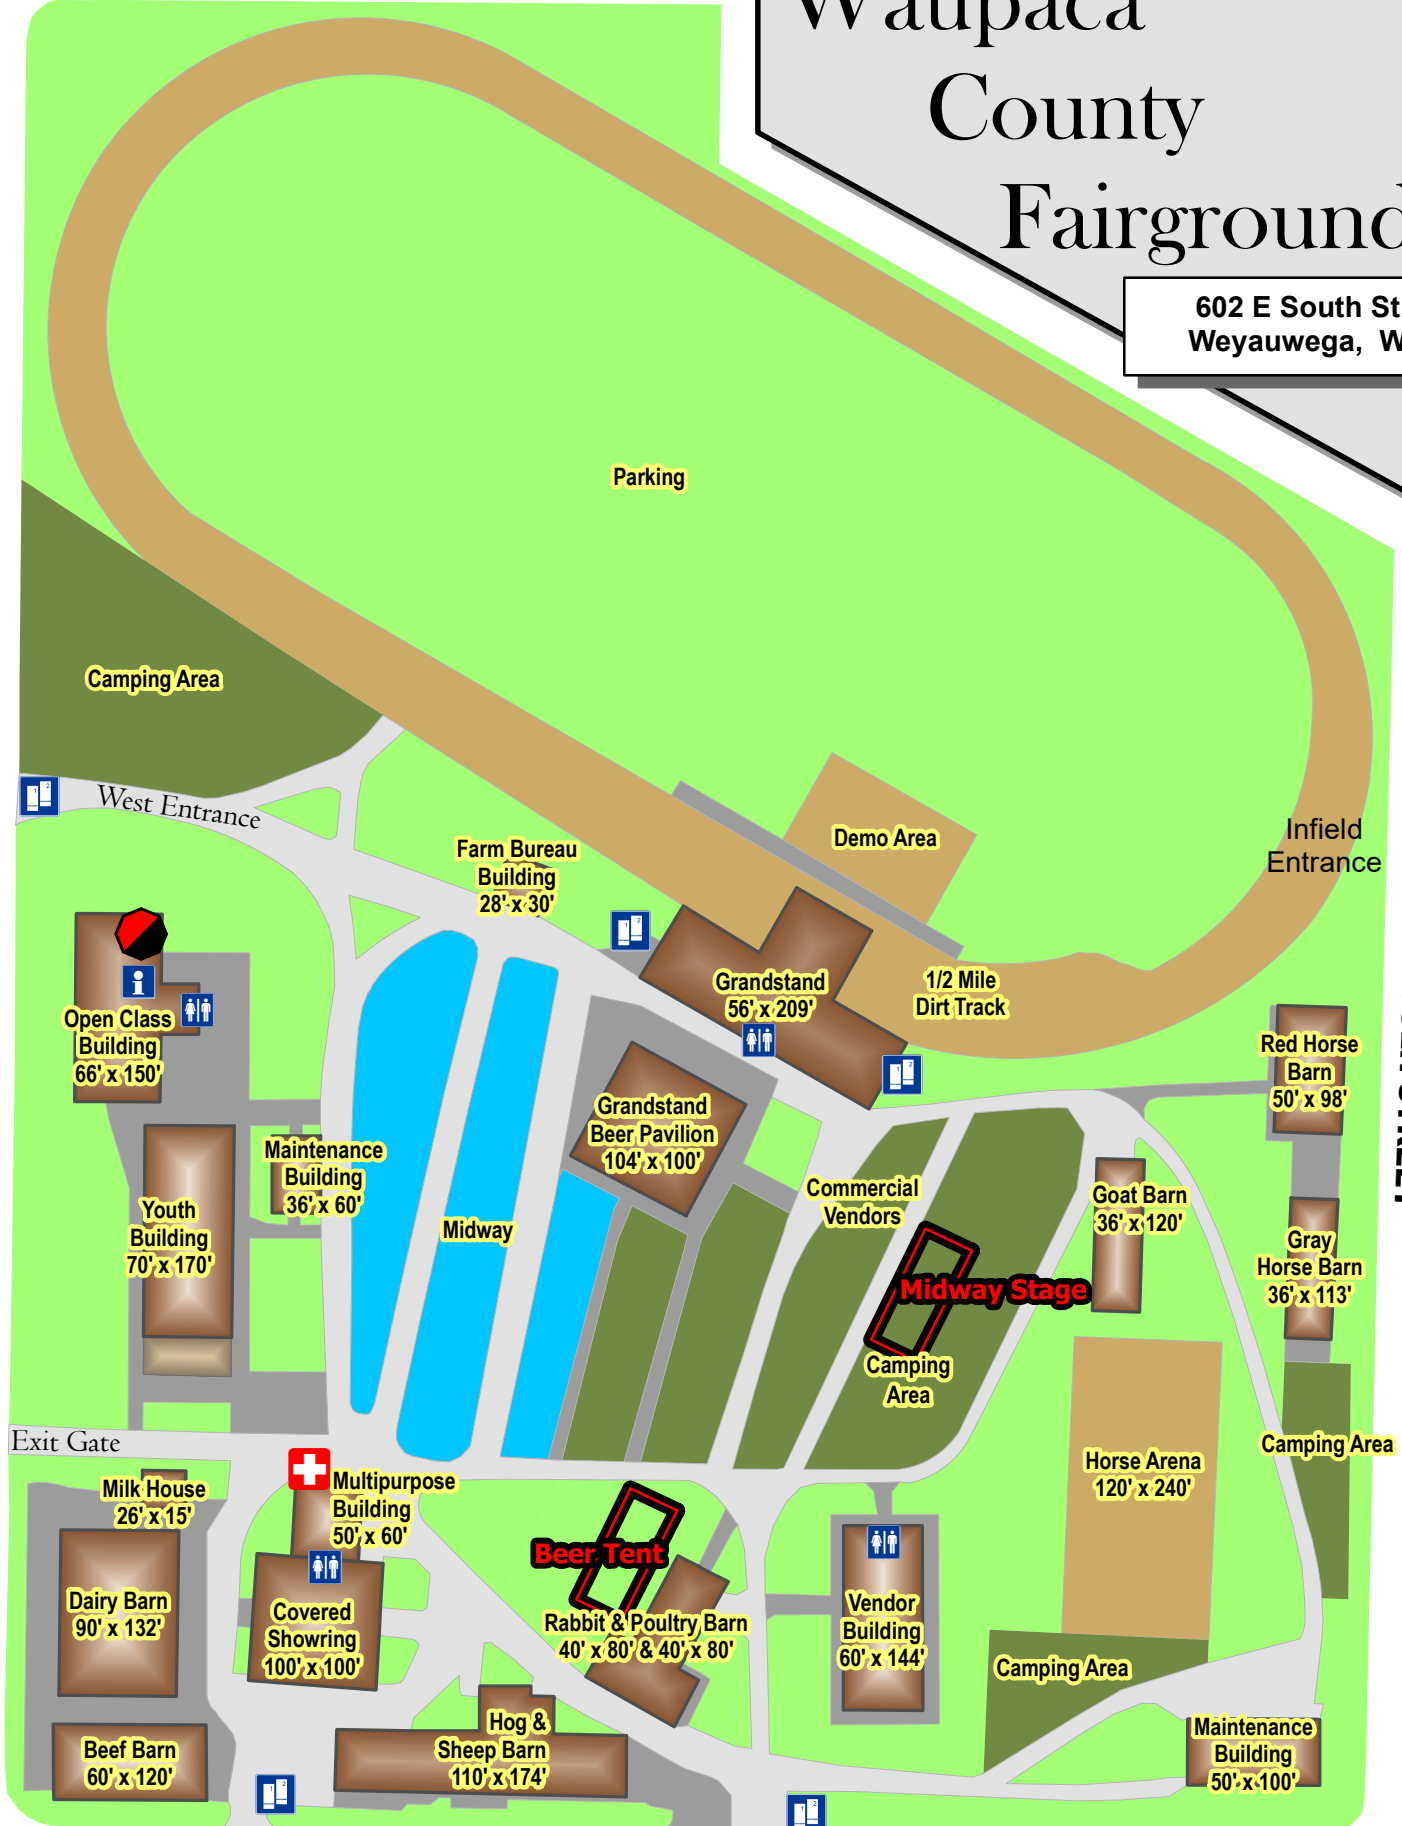 Waupaca
County
Fairground
602 E South St.
Weyauwega, W
Parking
Camping Area
West Entrance
Demo Area
Infield
Entrance
Farm Bureau
Building
28' x 30'
Grandstand
56' x 209'
1/2 Mile
Dirt Track
Open Class
Building
66' x 150'
Red Horse
Barn
50' x 98'
Grandstand
Beer Pavilion
104' x 100'
Maintenance
Building
36' x 60'
Youth
Building
70' x 170'
Midway
Commercial
Vendors
Goat Barn
36' x 120'
Gray
Horse Barn
36' x 113'
Midway Stage
Camping
Area
Exit Gate
Camping Area
Horse Arena
120' x 240'
Milk House
26' x 15'
Multipurpose
Building
50' x 60'
Beer Tent
Dairy Barn
90' x 132'
Covered
Showring
100' x 100'
Rabbit & Poultry Barn
40' x 80' & 40' x 80'
Vendor
Building
60' x 144'
Camping Area
Beef Barn
60' x 120'
Hog &
Sheep Barn
110' x 174'
Maintenance
Building
50' x 100'